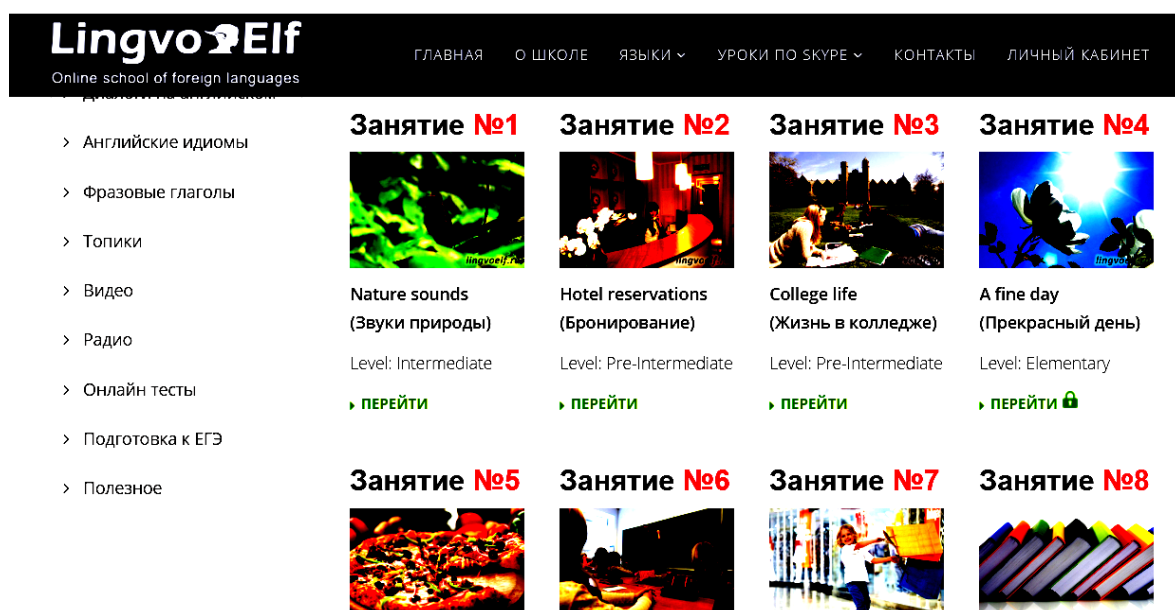 LingvoElf
Online school of foreign languages
ГЛАВНАЯ О ШКОЛЕ ЯЗЫКИ УРОКИ ПО SKYPE КОНТАКТЫ ЛИЧНЫЙ КАБИНЕТ
Английские идиомы
Фразовые глаголы
Топики
Видео
Радио
Онлайн тесты
Подготовка к ЕГЭ
Полезное
Занятие №1
lingvoelf.ru
Nature sounds
(Звуки природы)
Level: Intermediate
ПЕРЕЙТИ
Занятие №2
Hotel reservations
(Бронирование)
Level: Pre-Intermediate
ПЕРЕЙТИ
Занятие №3
College life
(Жизнь в колледже)
Level: Pre-Intermediate
ПЕРЕЙТИ
Занятие №4
A fine day
(Прекрасный день)
Level: Elementary
ПЕРЕЙТИ
Занятие №5
Занятие №6
Занятие №7
Занятие №8